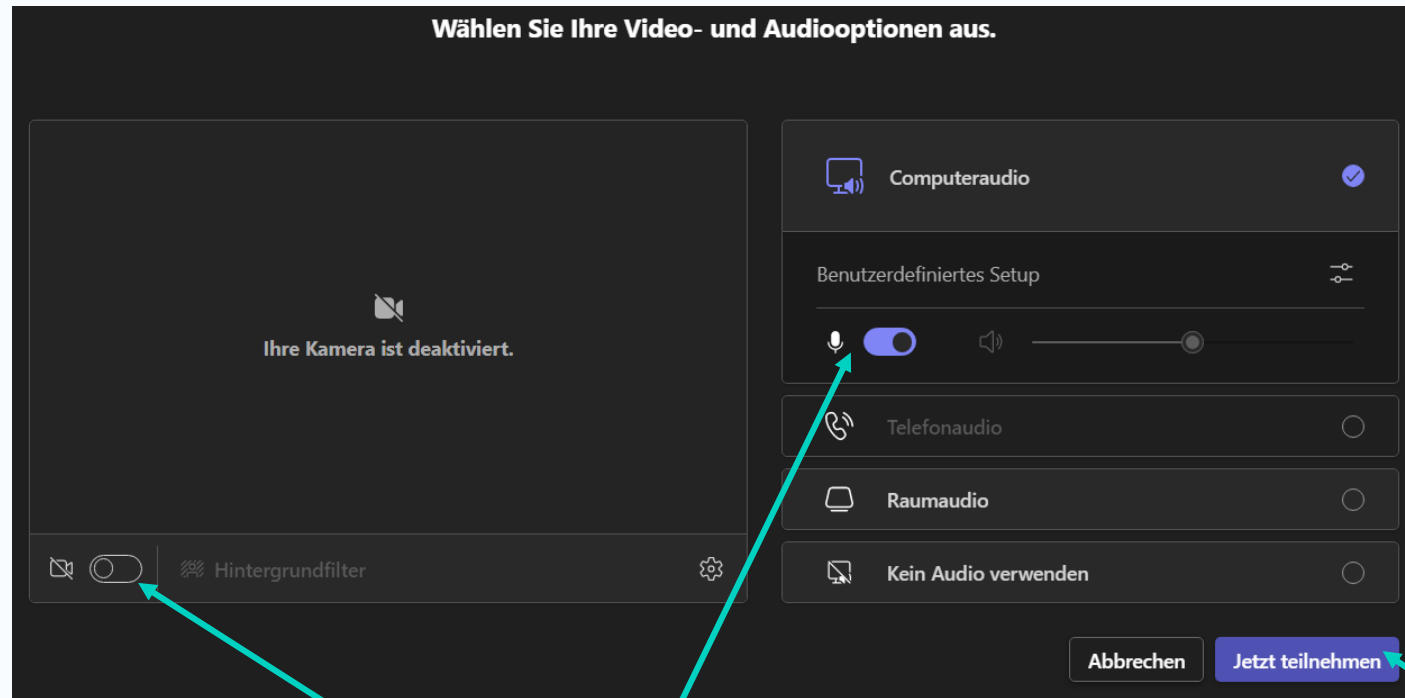 Wählen Sie Ihre Video- und Audiooptionen aus.
Ihre Kamera ist deaktiviert.
Hintergrundfilter
Computeraudio
Benutzerdefiniertes Setup
Telefonaudio
Raumaudio
Kein Audio verwenden
Abbrechen
Jetzt teilnehmen